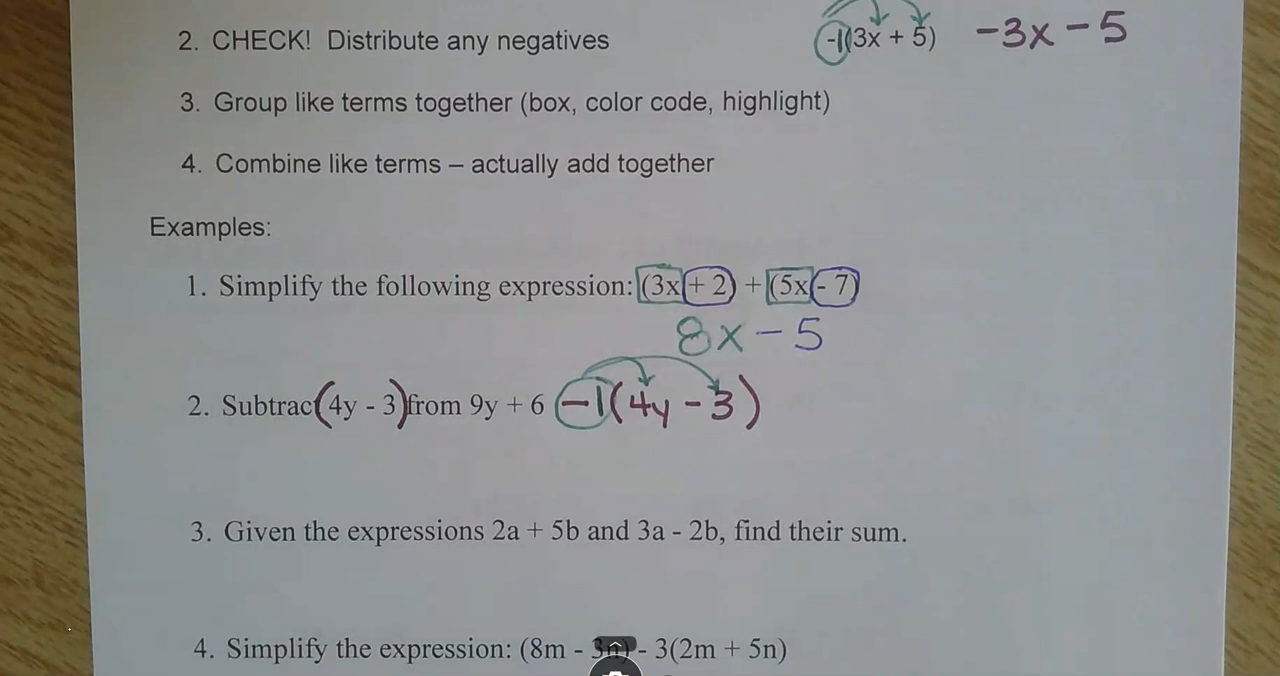 2. CHECK! Distribute any negatives -1(3x + 5) -3x - 5
3. Group like terms together (box, color code, highlight)
4. Combine like terms – actually add together
Examples:
1. Simplify the following expression: (3x + 2) + (5x - 7)
8x - 5
2. Subtract (4y - 3) from 9y + 6 -1(4y - 3)
3. Given the expressions 2a + 5b and 3a - 2b, find their sum.
4. Simplify the expression: (8m - 3n) - 3(2m + 5n)